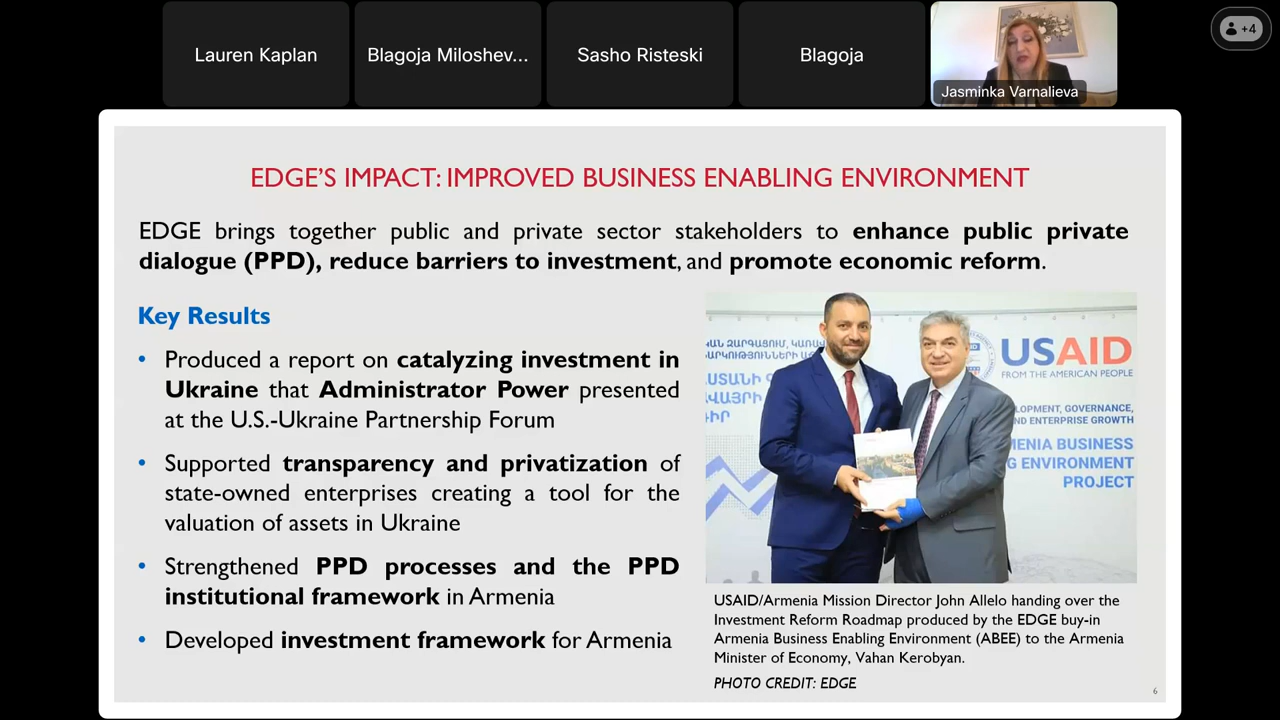 Lauren Kaplan
Blagoja Miloshev...
Sasho Risteski
Blagoja
Jasminka Varnalieva
+4
EDGE'S IMPACT: IMPROVED BUSINESS ENABLING ENVIRONMENT
EDGE brings together public and private sector stakeholders to enhance public private
dialogue (PPD), reduce barriers to investment, and promote economic reform.
Key Results
• Produced a report on catalyzing investment in
Ukraine that Administrator Power presented
at the U.S.-Ukraine Partnership Forum
• Supported transparency and privatization of
state-owned enterprises creating a tool for the
valuation of assets in Ukraine
• Strengthened PPD processes and the PPD
institutional framework in Armenia
• Developed investment framework for Armenia
ԶԱՐԳԱՑՈՒՄ,
USAID
FROM THE AMERICAN PEOPLE
GOVERNANCE,
ENTERPRISE GROWTH
BUSINESS
ENVIRONMENT
PROJECT
USAID/Armenia Mission Director John Allelo handing over the
Investment Reform Roadmap produced by the EDGE buy-in
Armenia Business Enabling Environment (ABEE) to the Armenia
Minister of Economy, Vahan Kerobyan.
PHOTO CREDIT: EDGE
6